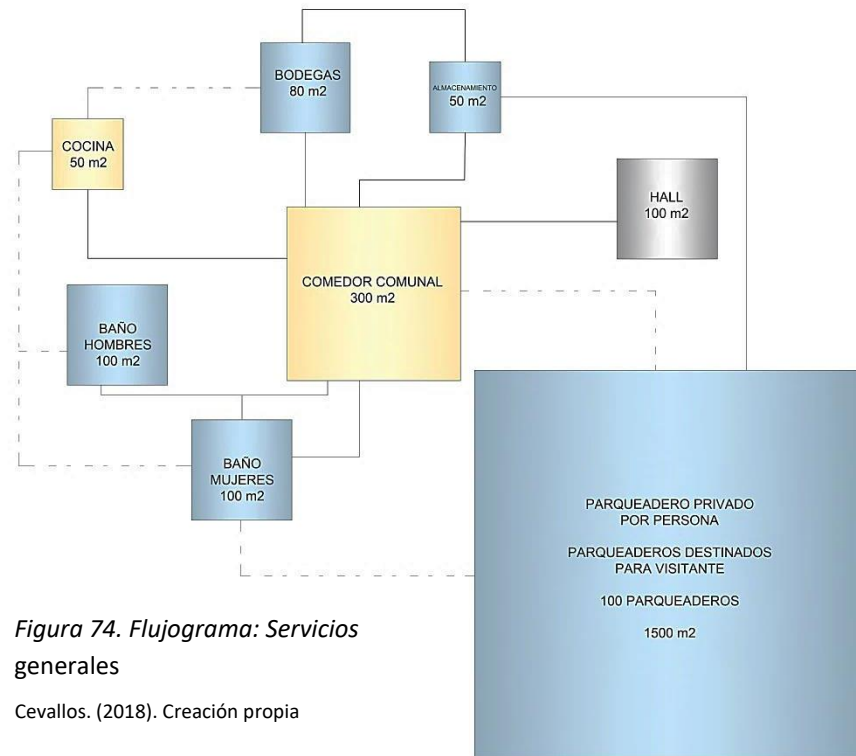 BODEGAS
80 m2
ALMACENAMIENTO
50 m2
COCINA
50 m2
HALL
100 m2
COMEDOR COMUNAL
300 m2
BAÑO
HOMBRES
100 m2
BAÑO
MUJERES
100 m2
PARQUEADERO PRIVADO
POR PERSONA
PARQUEADEROS DESTINADOS
PARA VISITANTE
100 PARQUEADEROS
1500 m2
Figura 74. Flujograma: Servicios
generales
Cevallos. (2018). Creación propia